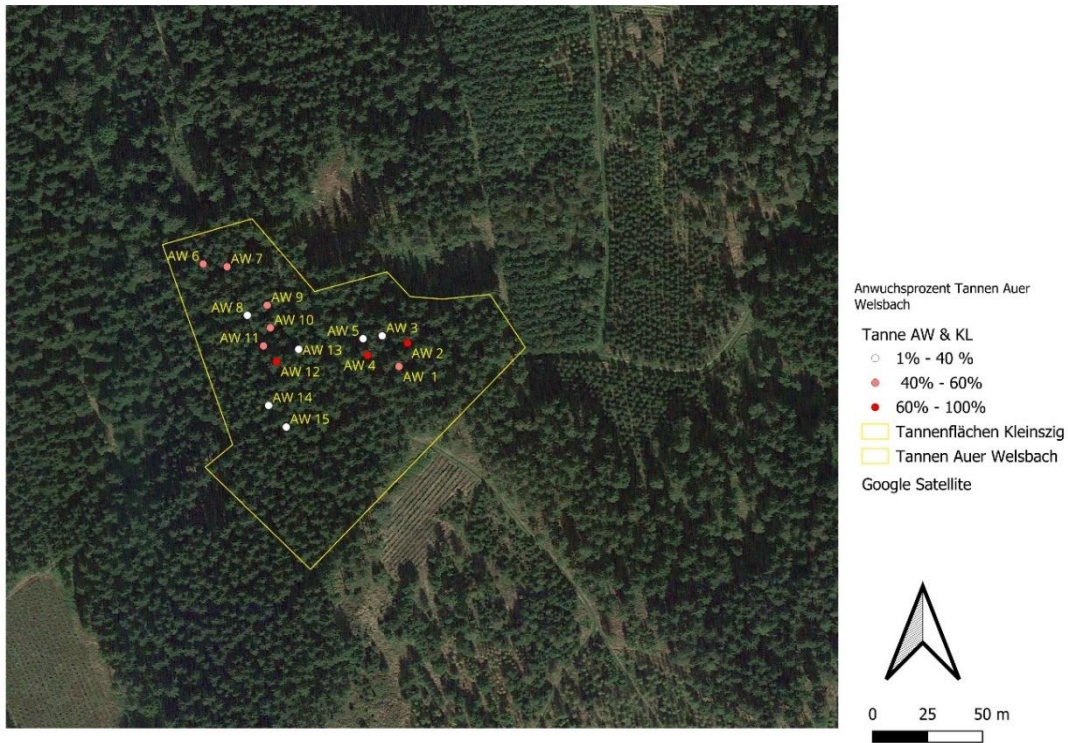 AW 6
AW 7
AW 8
AW 9
AW 10
AW 11
AW 5
AW 3
AW 13
AW 12
AW 4
AW 2
AW 1
AW 14
AW 15
Anwuchsprozent Tannen Auer
Welsbach
Tanne AW & KL
1% - 40 %
40% - 60%
60% - 100%
Tannenflächen Kleinszig
Tannen Auer Welsbach
Google Satellite
0 25 50 m